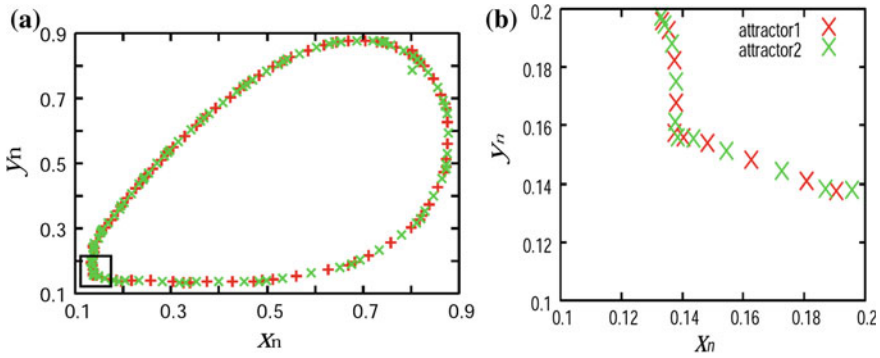 (a)
0.9
0.7
0.5
0.3
0.1
yn
0.1 0.3 0.5 0.7 0.9
xn
(b)
0.2
0.18
0.16
0.14
0.12
0.1
yn
attractor1
attractor2
0.1 0.12 0.14 0.16 0.18 0.2
xn